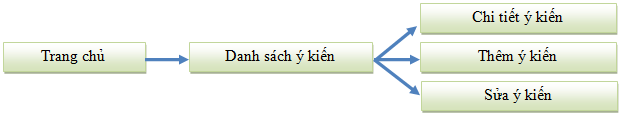 Trang chủ
Danh sách ý kiến
Chi tiết ý kiến
Thêm ý kiến
Sửa ý kiến